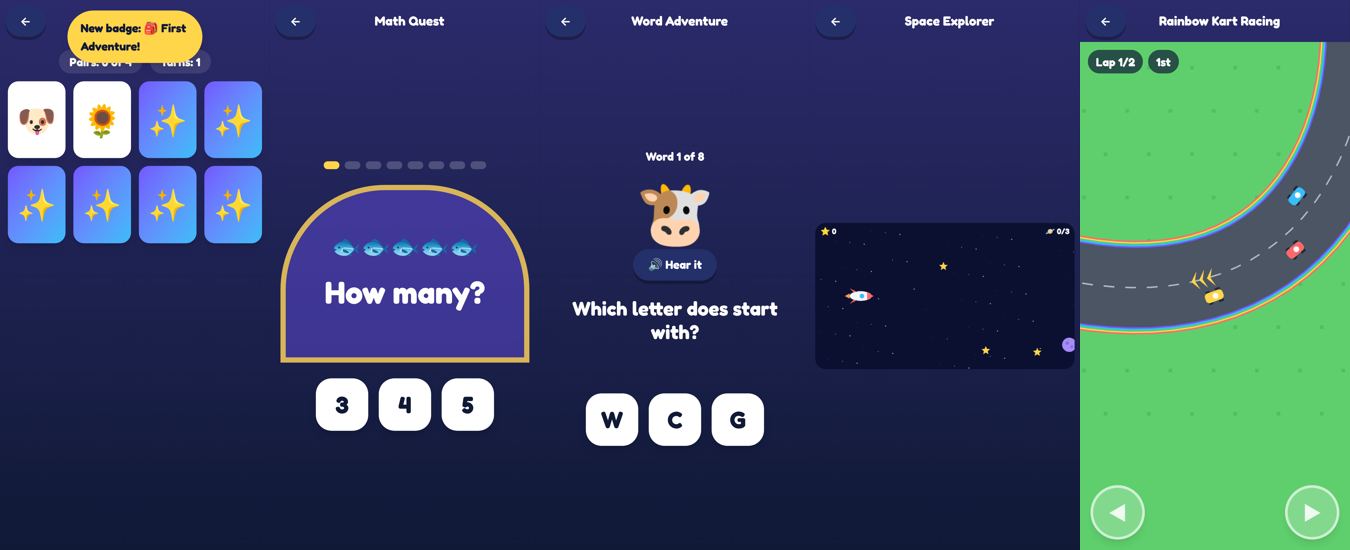 New badge: 🎒 First
Adventure!
Turns: 1
Math Quest
How many?
3 4 5
Word Adventure
Word 1 of 8
🔊 Hear it
Which letter does start
with?
W C G
Space Explorer
0
0/3
Rainbow Kart Racing
Lap 1/2
1st